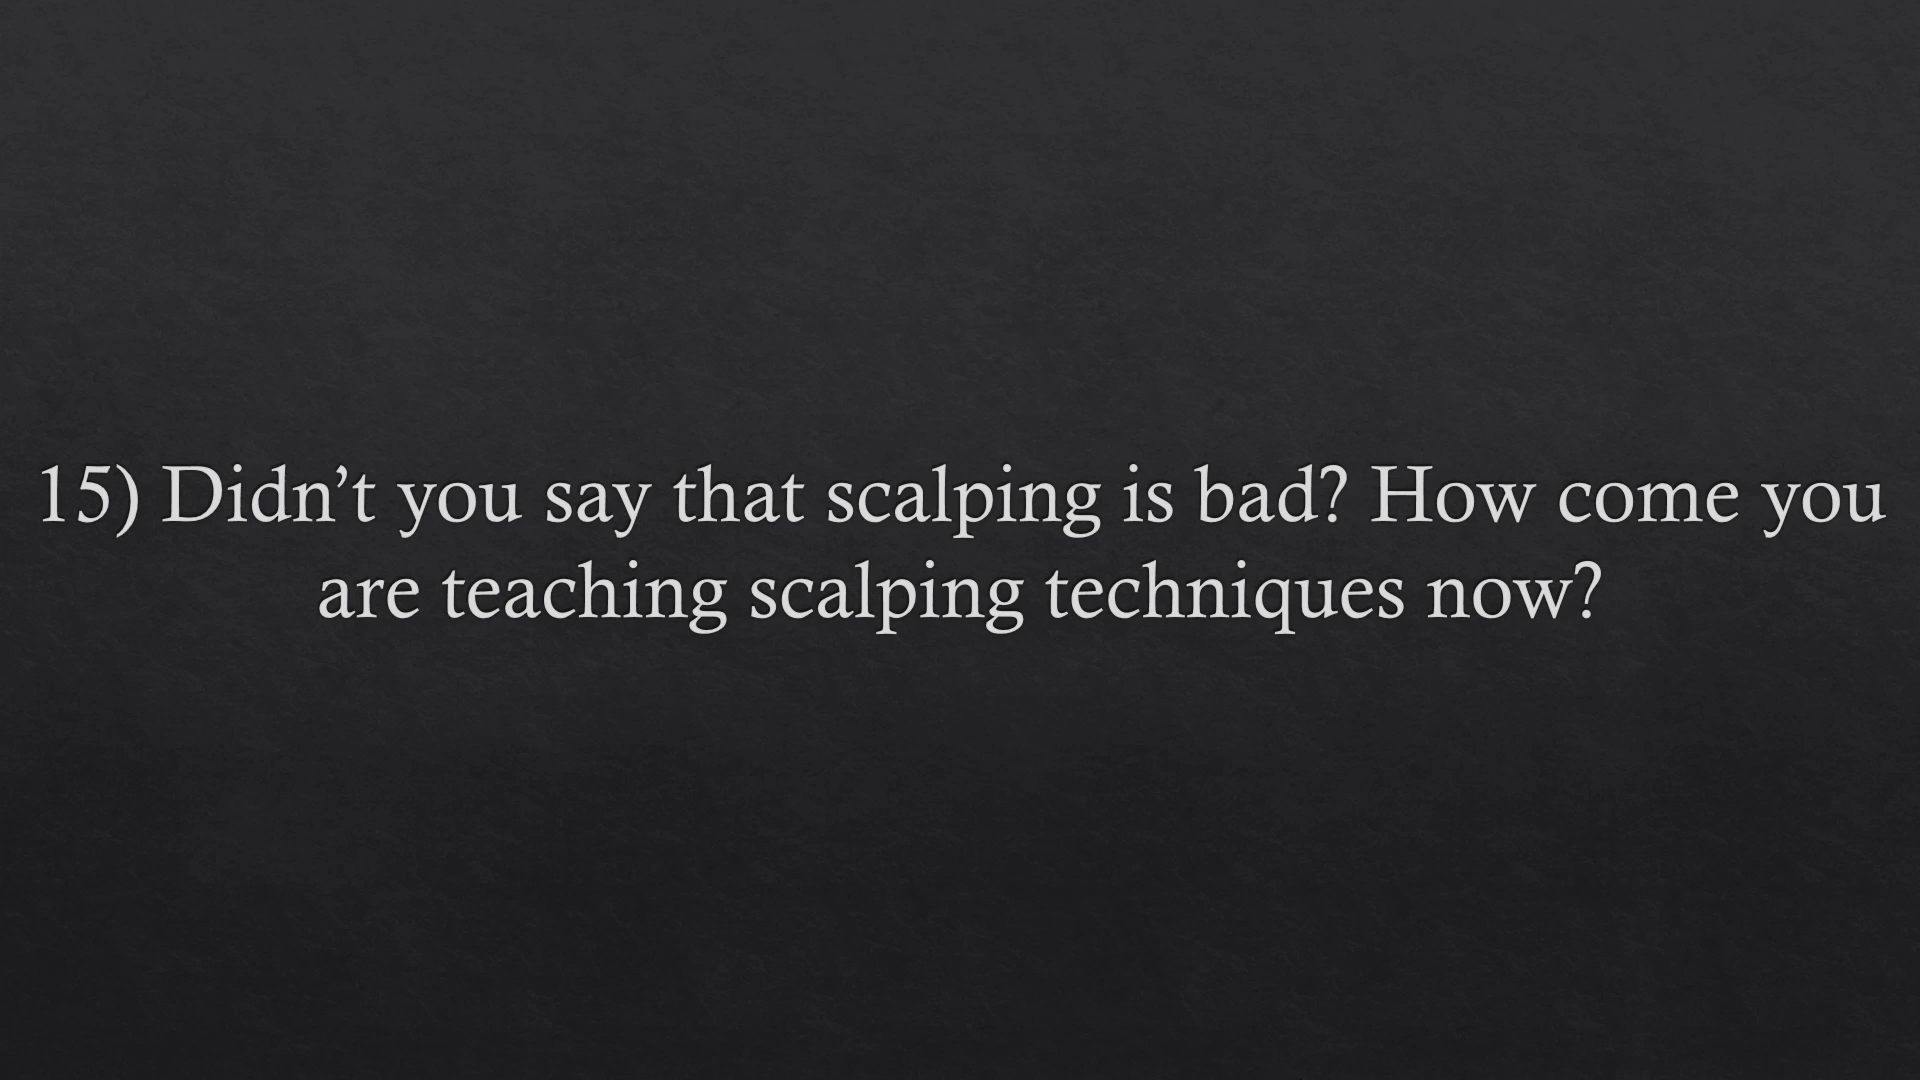 15) Didn’t you say that scalping is bad? How come you
are teaching scalping techniques now?